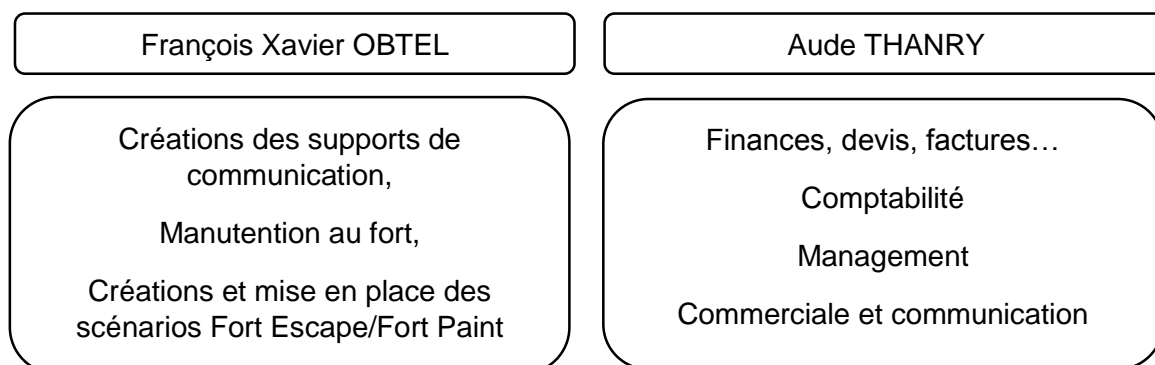 François Xavier OBTEL
Créations des supports de
communication,
Manutention au fort,
Créations et mise en place des
scénarios Fort Escape/Fort Paint
Aude THANRY
Finances, devis, factures…
Comptabilité
Management
Commerciale et communication